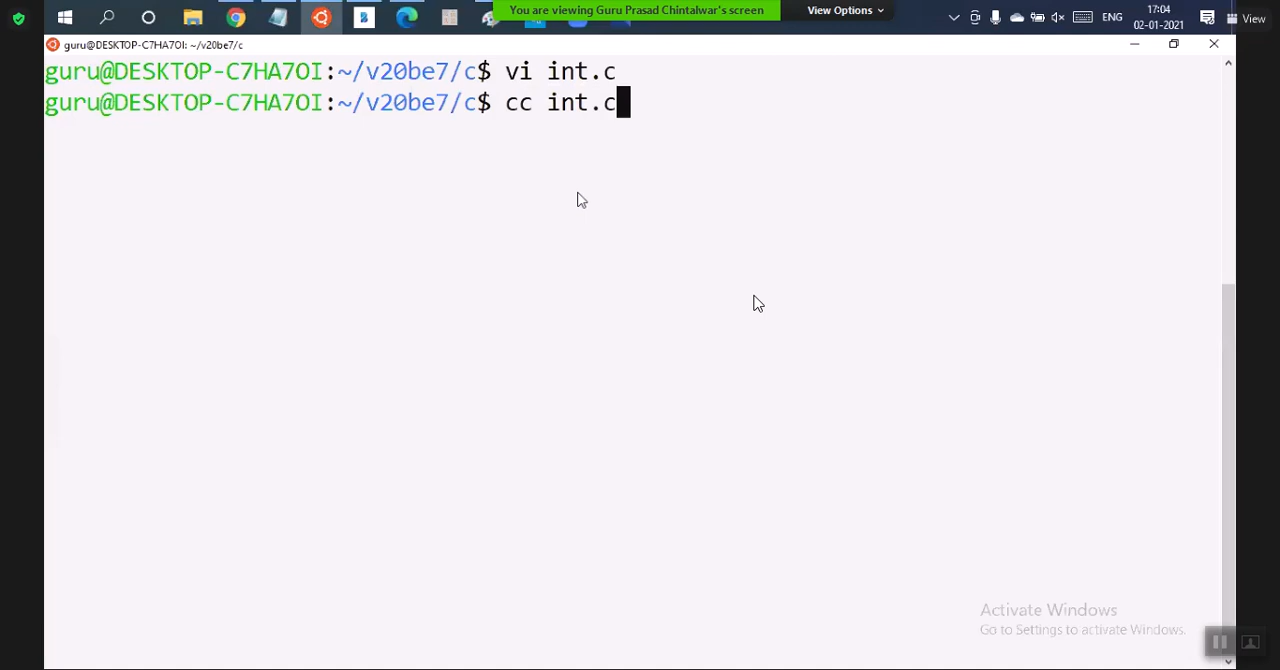 You are viewing Guru Prasad Chintalwar's screen
View Options
ENG
17:04
02-01-2021
View
guru@DESKTOP-C7HA7OI: ~/v20be7/c
guru@DESKTOP-C7HA7OI:~/v20be7/c$ vi int.c
guru@DESKTOP-C7HA7OI:~/v20be7/c$ cc int.c
Activate Windows
Go to Settings to activate Windows.